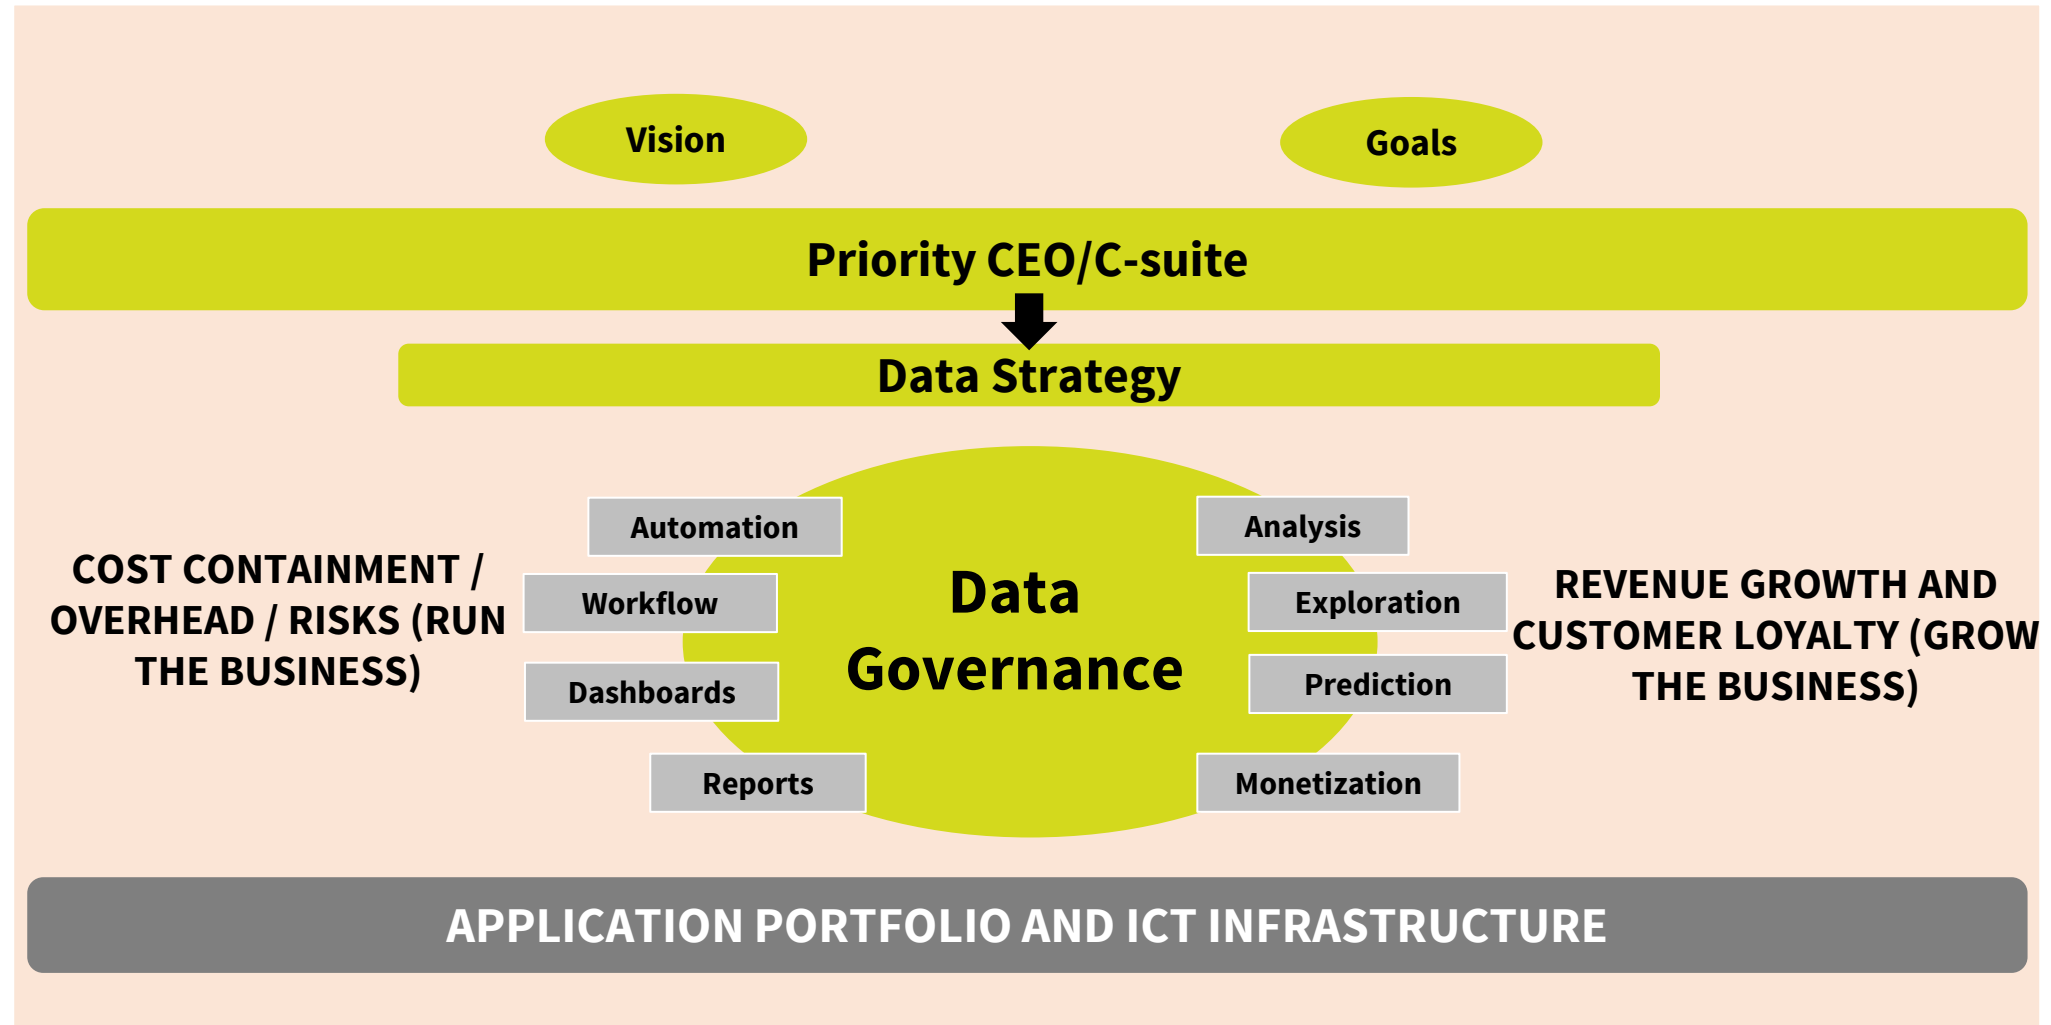 Vision
Goals
Priority CEO/C-suite
Data Strategy
Automation
Workflow
Dashboards
Reports
Data
Governance
Analysis
Exploration
Prediction
Monetization
COST CONTAINMENT /
OVERHEAD / RISKS (RUN
THE BUSINESS)
REVENUE GROWTH AND
CUSTOMER LOYALTY (GROW
THE BUSINESS)
APPLICATION PORTFOLIO AND ICT INFRASTRUCTURE